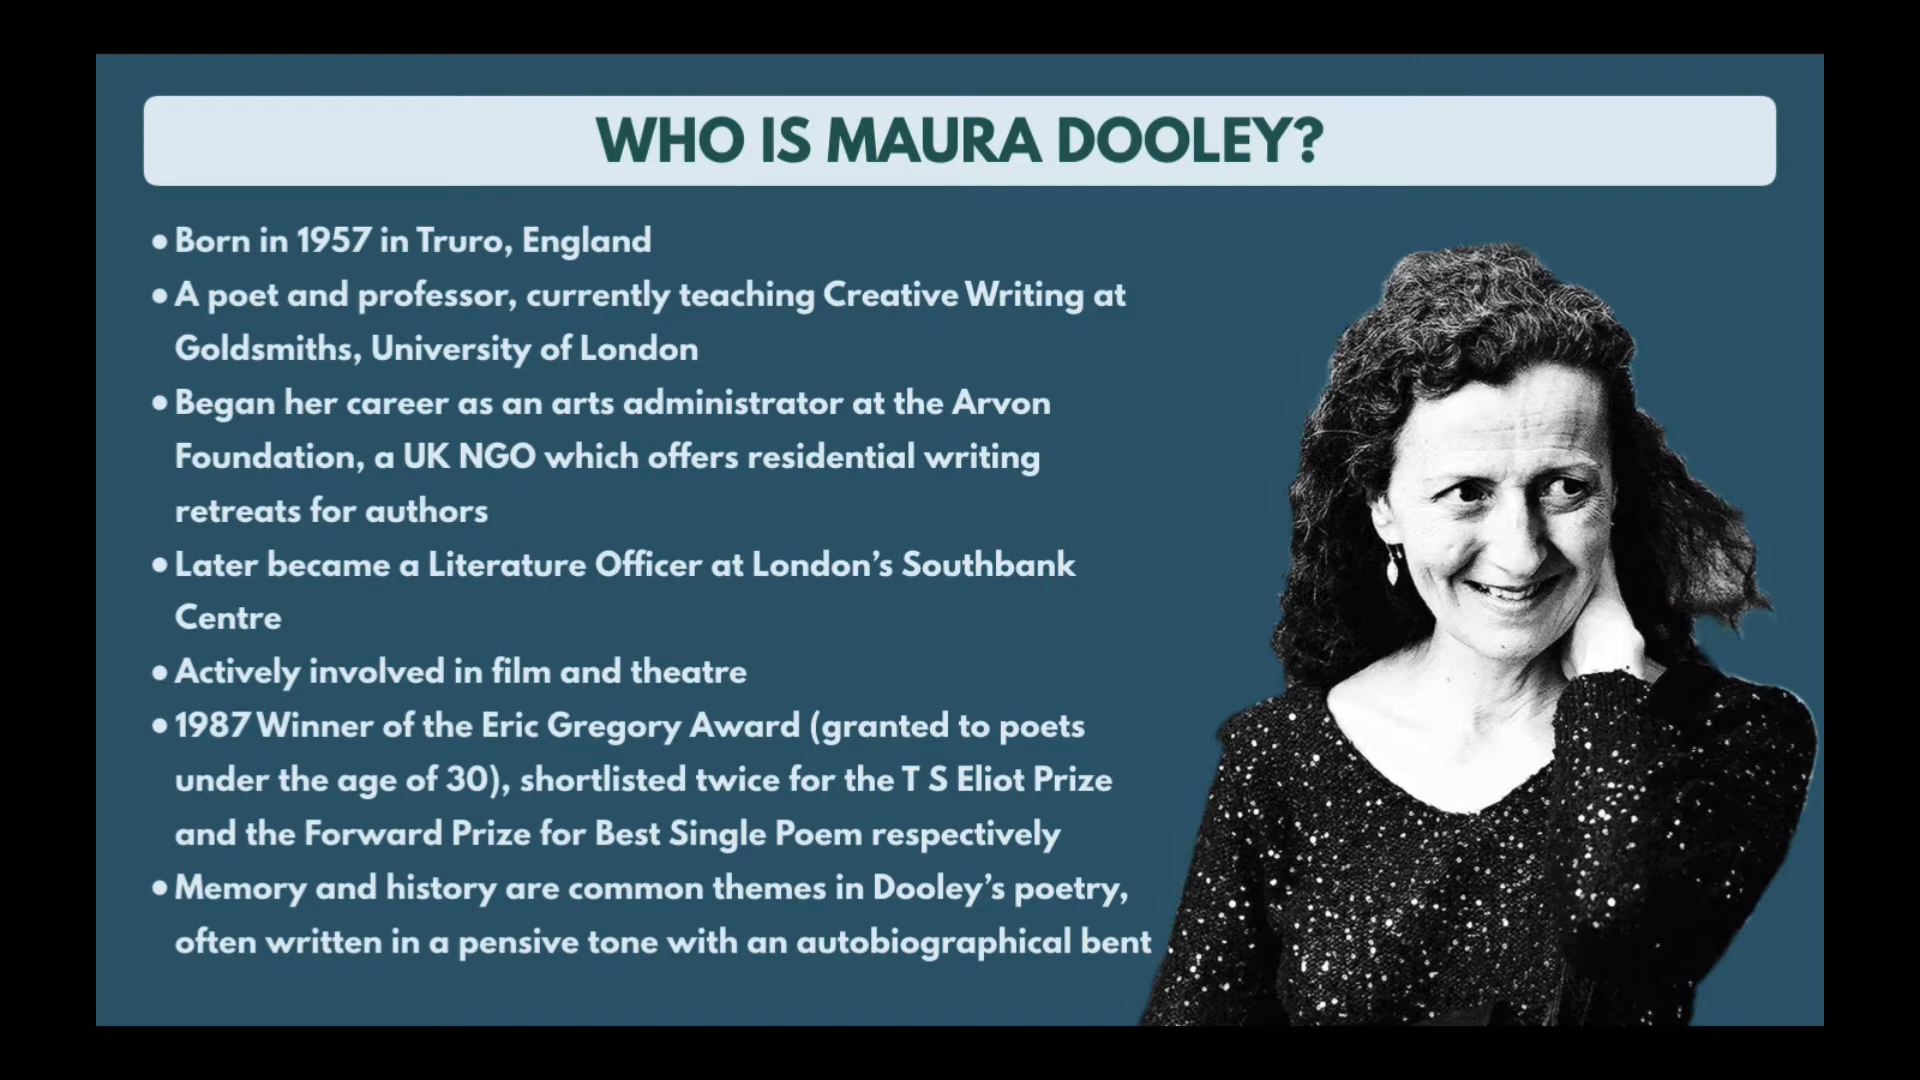 WHO IS MAURA DOOLEY?
●Born in 1957 in Truro, England
●A poet and professor, currently teaching Creative Writing at
Goldsmiths, University of London
●Began her career as an arts administrator at the Arvon
Foundation, a UK NGO which offers residential writing
retreats for authors
●Later became a Literature Officer at London’s Southbank
Centre
●Actively involved in film and theatre
●1987 Winner of the Eric Gregory Award (granted to poets
under the age of 30), shortlisted twice for the T S Eliot Prize
and the Forward Prize for Best Single Poem respectively
●Memory and history are common themes in Dooley’s poetry,
often written in a pensive tone with an autobiographical bent